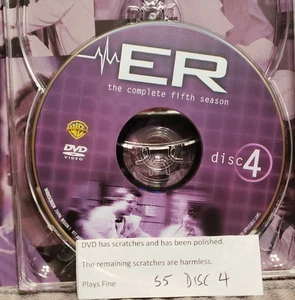 ER
the complete fifth season
DVD
VIDEO
disc 4
DVD has scratches and has been polished.
The remaining scratches are harmless.
Plays Fine S5 DISC 4